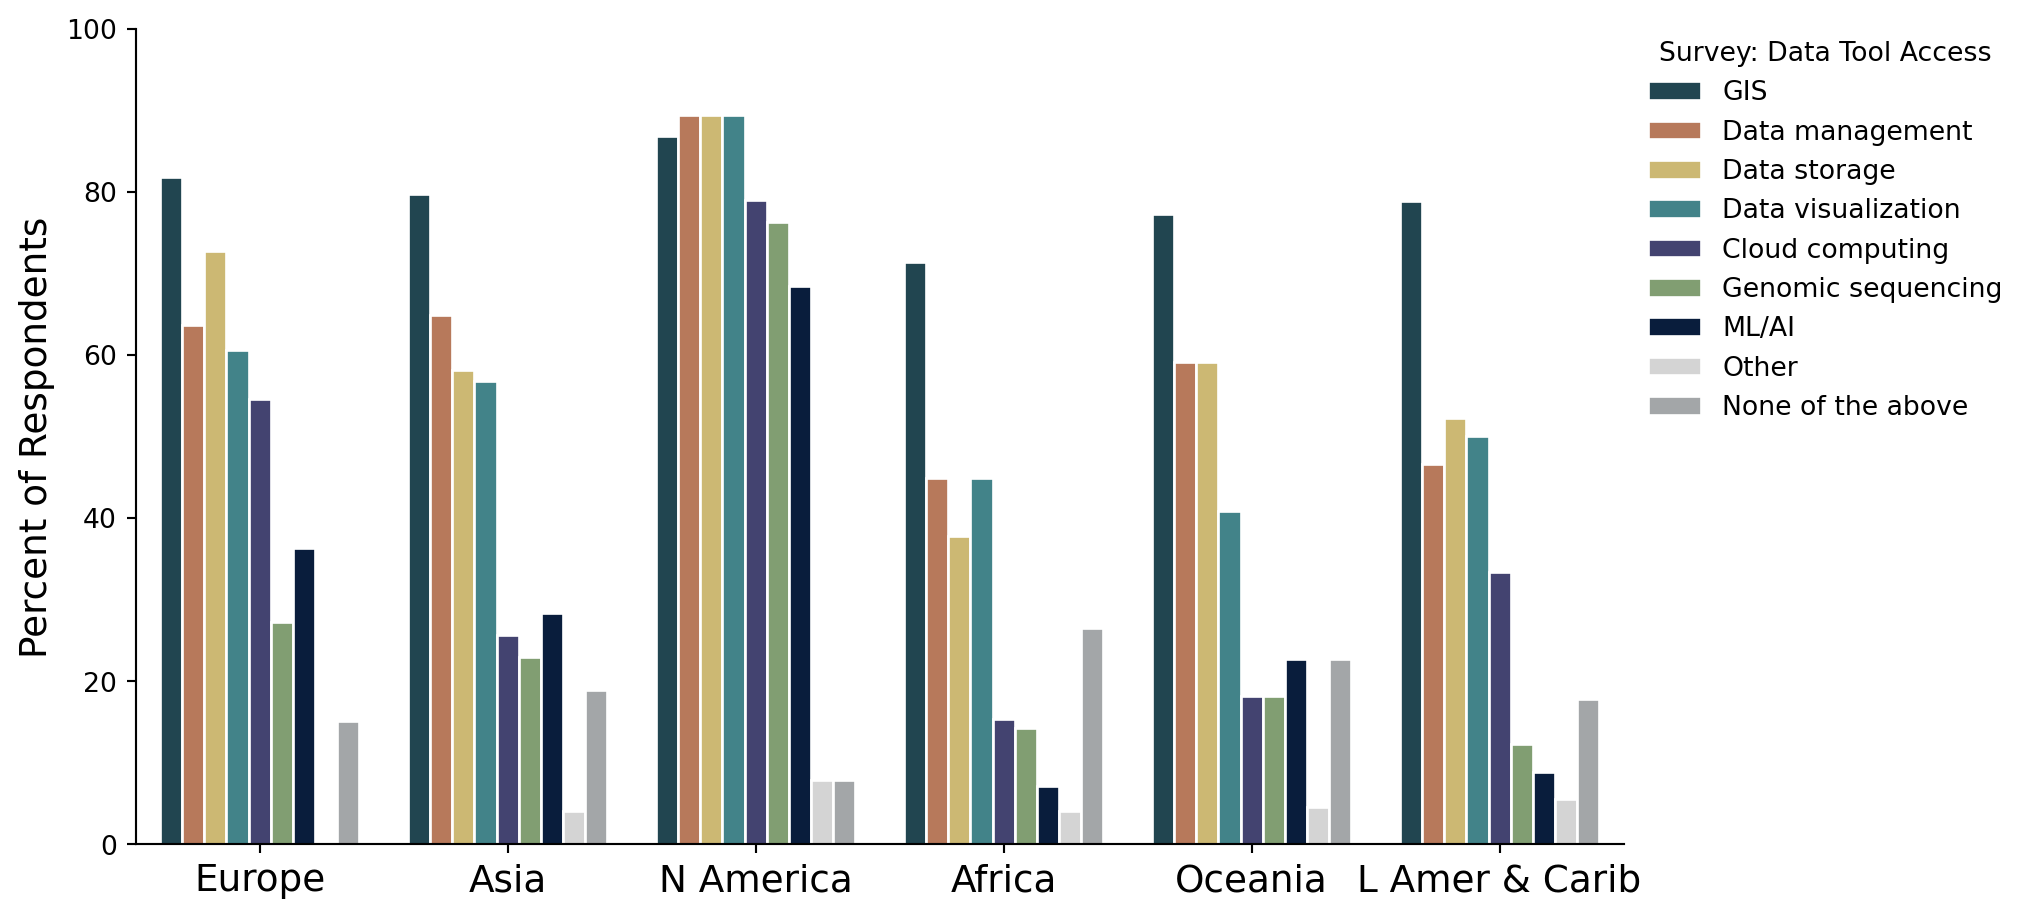 100
80
60
40
20
0
Percent of Respondents
Europe
Asia
N America
Africa
Oceania
L Amer & Carib
Survey: Data Tool Access
GIS
Data management
Data storage
Data visualization
Cloud computing
Genomic sequencing
ML/AI
Other
None of the above